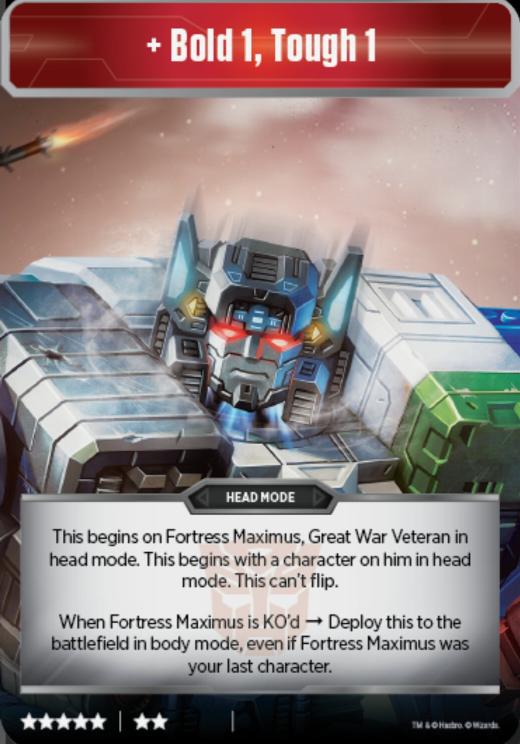 + Bold 1, Tough 1
HEAD MODE
This begins on Fortress Maximus, Great War Veteran in
head mode. This begins with a character on him in head
mode. This can't flip.
When Fortress Maximus is KO'd → Deploy this to the
battlefield in body mode, even if Fortress Maximus was
your last character.
TM & © Hasbro. © Wizards.